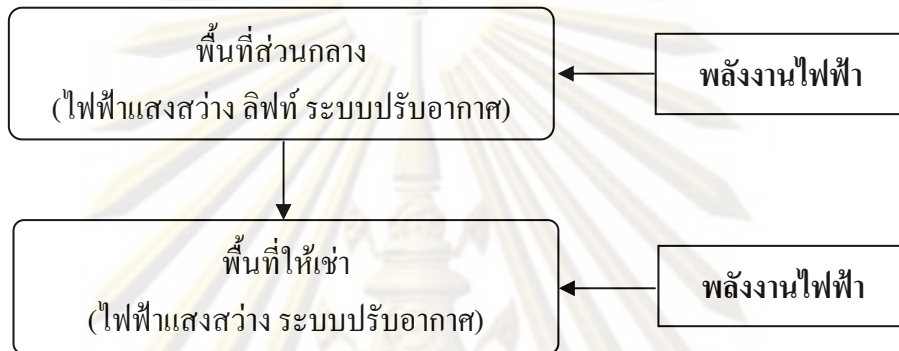 พื้นที่ส่วนกลาง
(ไฟฟ้าแสงสว่าง ลิฟท์ ระบบปรับอากาศ)
พลังงานไฟฟ้า
พื้นที่ให้เช่า
(ไฟฟ้าแสงสว่าง ระบบปรับอากาศ)
พลังงานไฟฟ้า